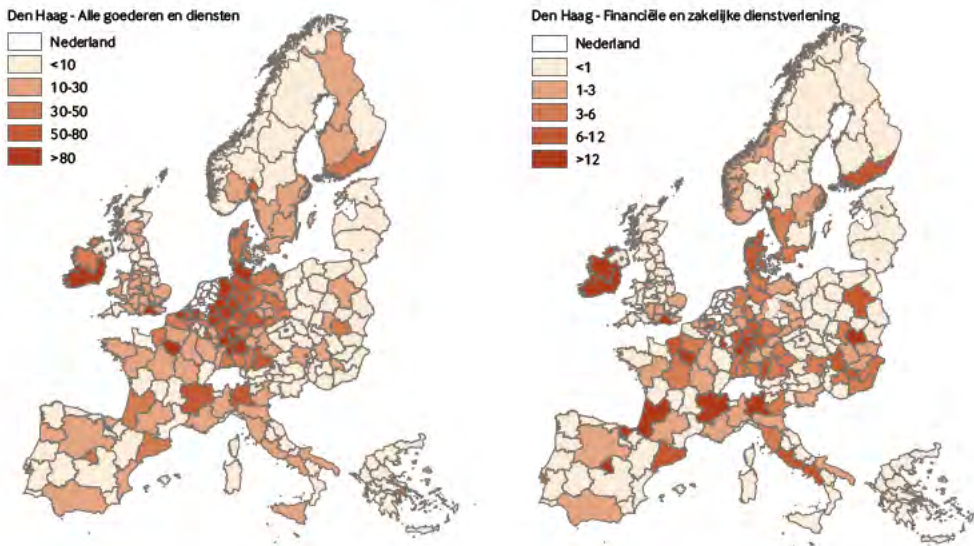 Den Haag - Alle goederen en diensten
Nederland
<10
10-30
30-50
50-80
>80
Den Haag - Financiële en zakelijke dienstverlening
Nederland
<1
1-3
3-6
6-12
>12